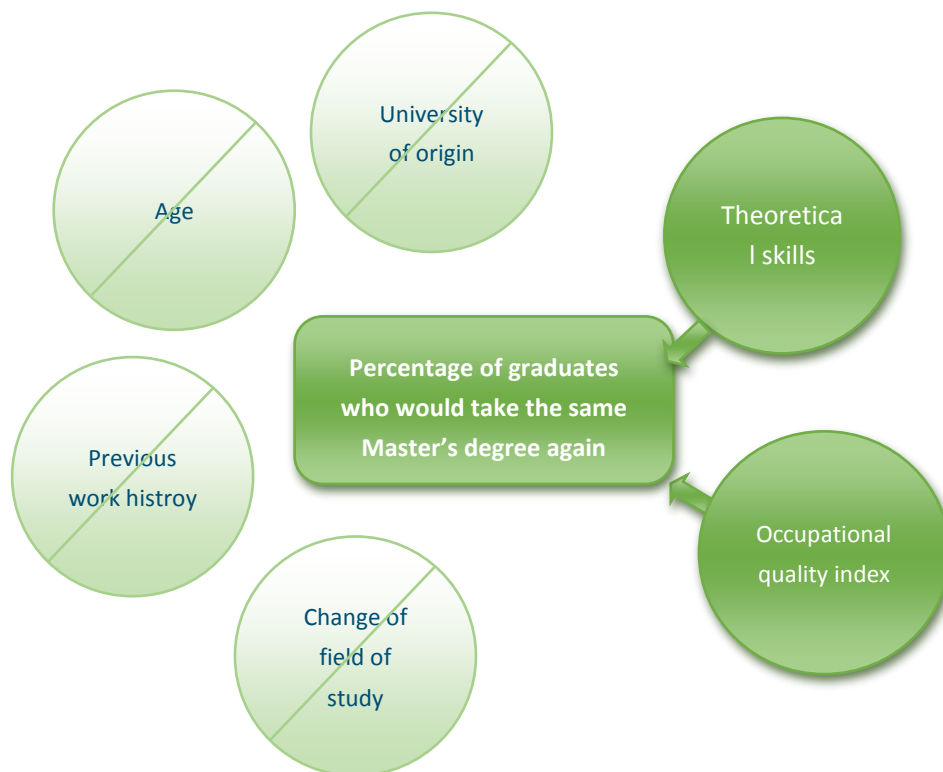 University
of origin
Age
Theoretica
l skills
Percentage of graduates
who would take the same
Master’s degree again
Previous
work histroy
Occupational
quality index
Change of
field of
study